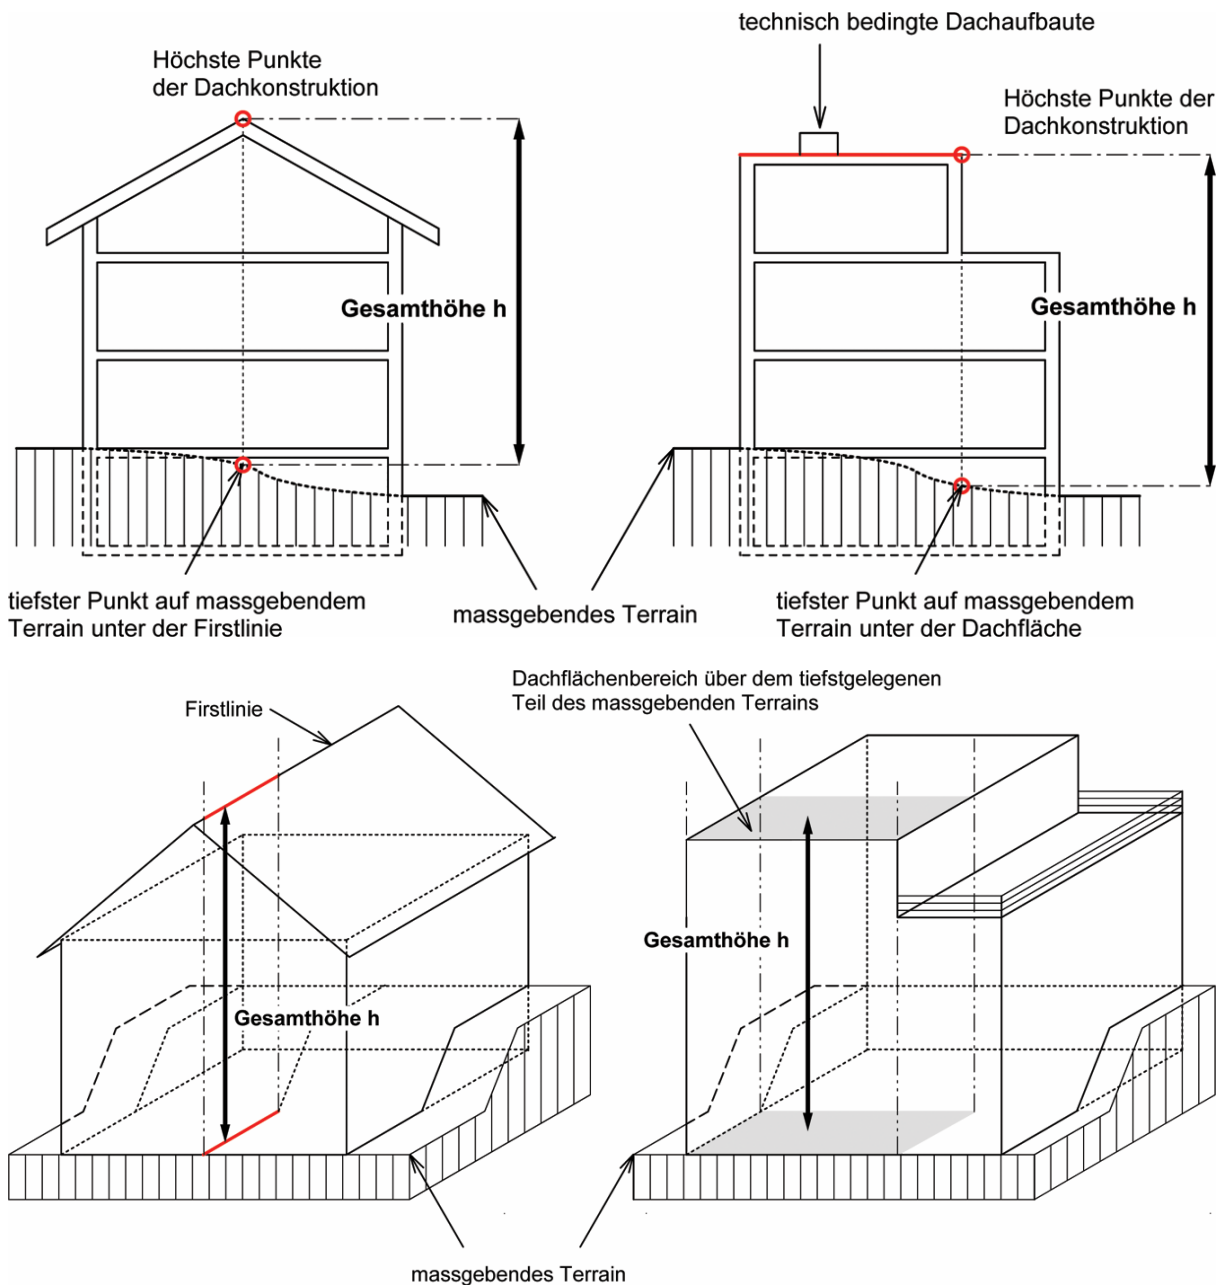 technisch bedingte Dachaufbaute
Höchste Punkte
der Dachkonstruktion
Höchste Punkte der
Dachkonstruktion
Gesamthöhe h
Gesamthöhe h
tiefster Punkt auf massgebendem
Terrain unter der Firstlinie
massgebendes Terrain
tiefster Punkt auf massgebendem
Terrain unter der Dachfläche
Firstlinie
Dachflächenbereich über dem tiefstgelegenen
Teil des massgebenden Terrains
Gesamthöhe h
Gesamthöhe h
massgebendes Terrain